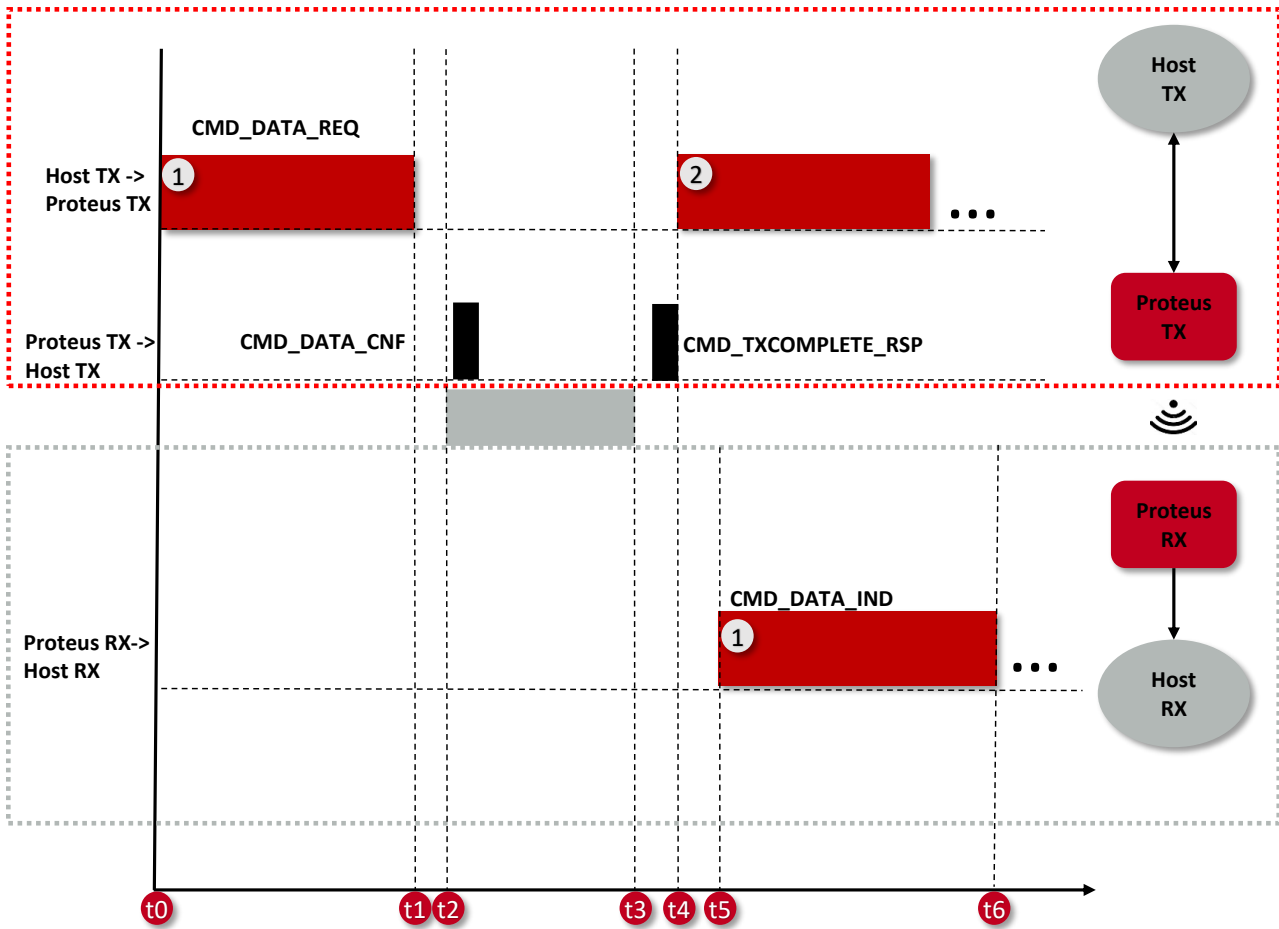 Host
TX
CMD_DATA_REQ
1
2
Host TX ->
Proteus TX
...
Proteus
TX
Proteus TX ->
Host TX
CMD_DATA_CNF
CMD_TXCOMPLETE_RSP
Proteus
RX
CMD_DATA_IND
1
Proteus RX->
Host RX
...
Host
RX
t0
t1
t2
t3
t4
t5
t6